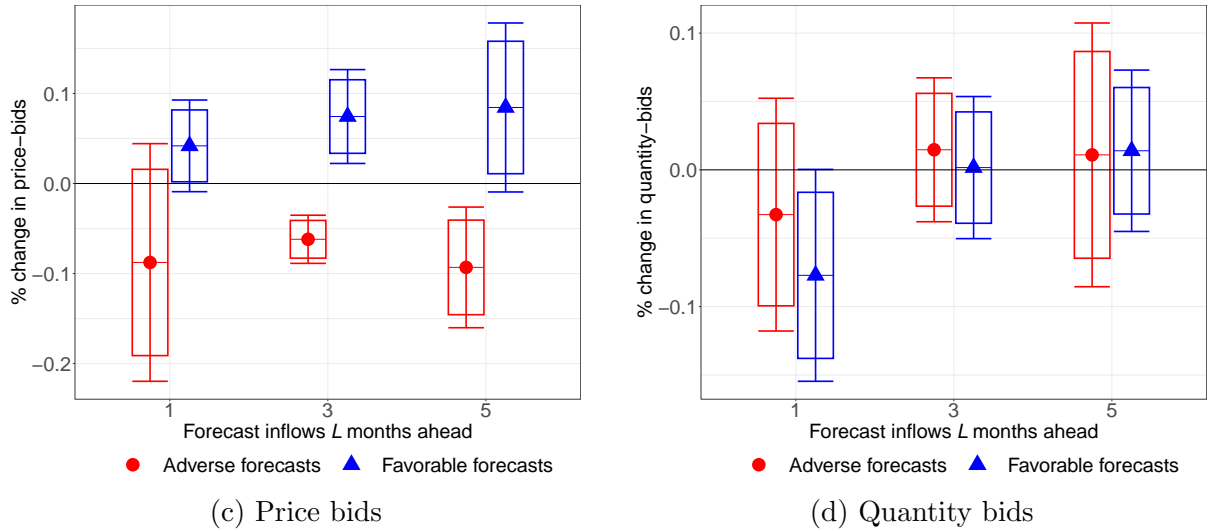 % change in price−bids
0.1
0.0
−0.1
−0.2
1
3
5
Forecast inflows L months ahead
Adverse forecasts
Favorable forecasts
(c) Price bids
% change in quantity−bids
0.1
0.0
−0.1
1
3
5
Forecast inflows L months ahead
Adverse forecasts
Favorable forecasts
(d) Quantity bids